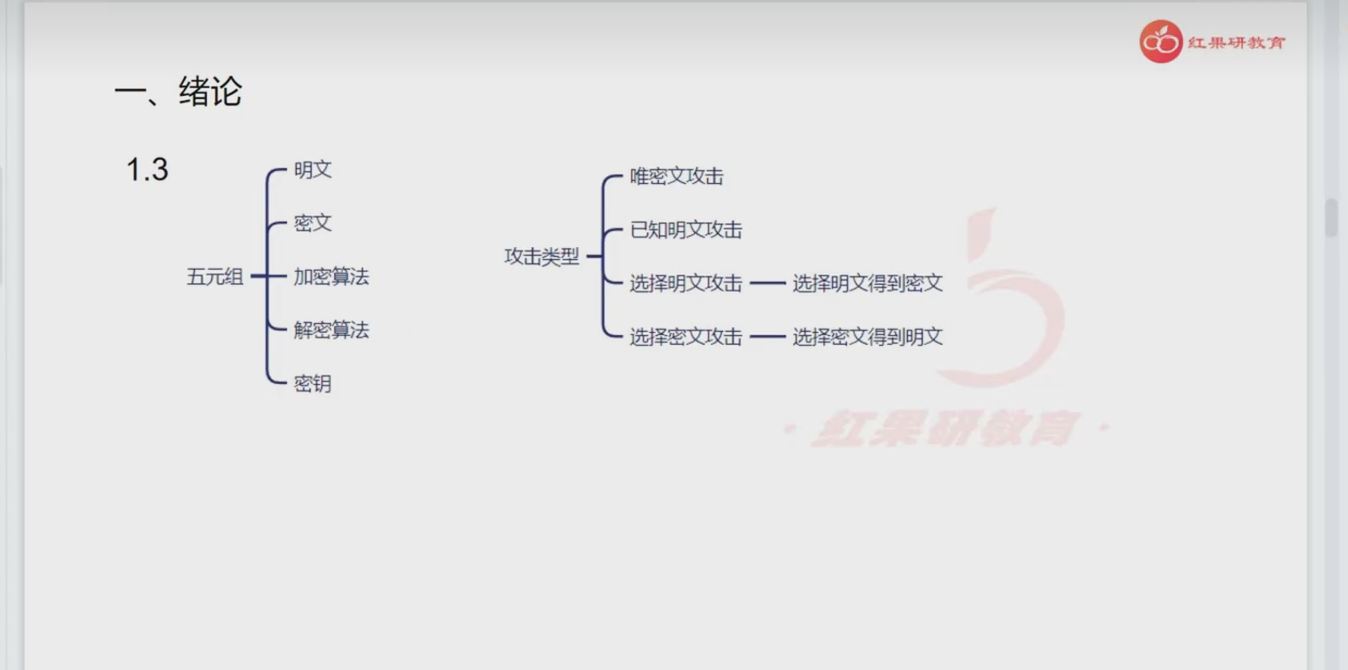 红果研教育
一、绪论
1.3
五元组
明文
密文
加密算法
解密算法
密钥
攻击类型
唯密文攻击
已知明文攻击
选择明文攻击 选择明文得到密文
选择密文攻击 选择密文得到明文
·红果研教育·